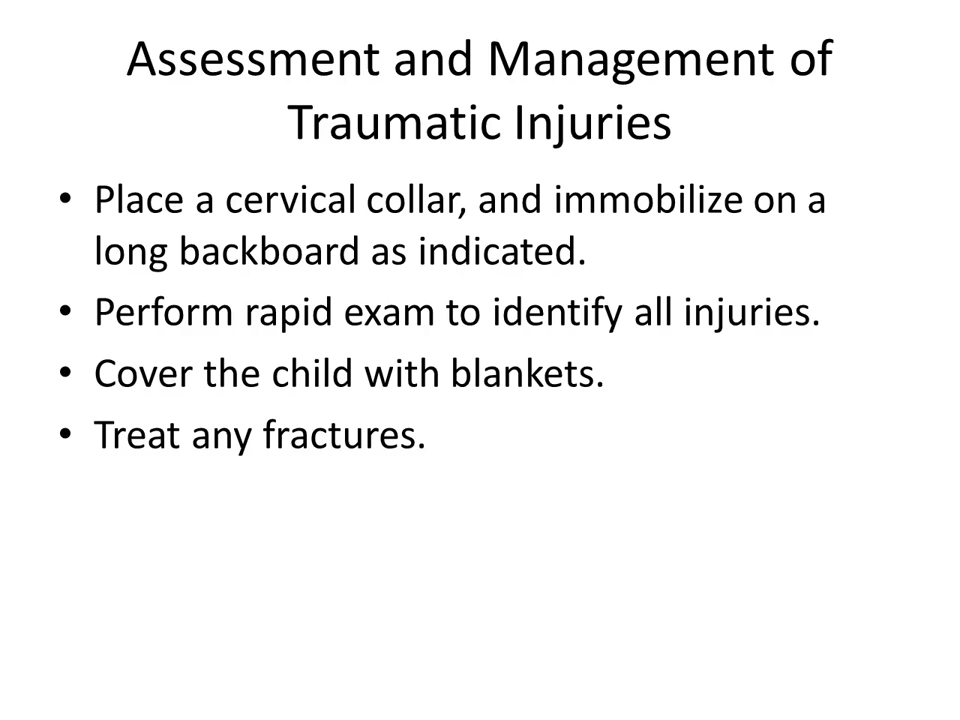 Assessment and Management of
Traumatic Injuries
• Place a cervical collar, and immobilize on a
long backboard as indicated.
• Perform rapid exam to identify all injuries.
• Cover the child with blankets.
• Treat any fractures.